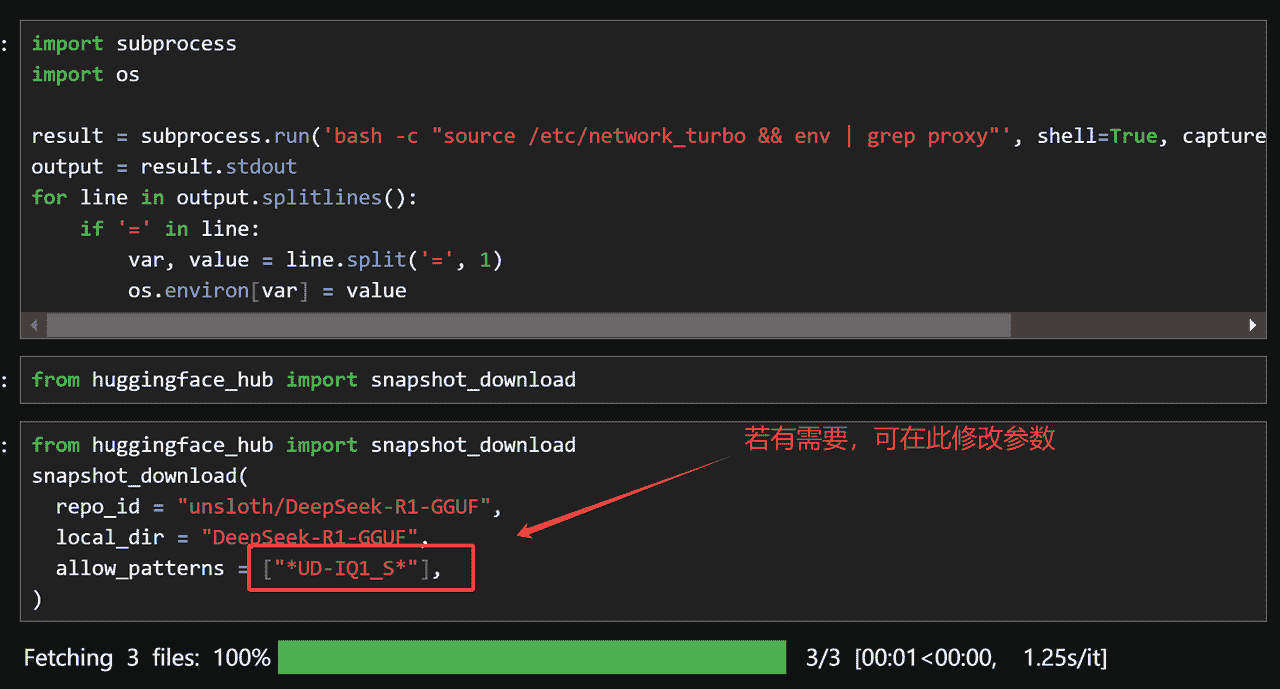 :
import subprocess
import os
result = subprocess.run('bash -c "source /etc/network_turbo && env | grep proxy"', shell=True, capture
output = result.stdout
for line in output.splitlines():
    if '=' in line:
        var, value = line.split('=', 1)
        os.environ[var] = value
:
from huggingface_hub import snapshot_download
:
from huggingface_hub import snapshot_download
若有需要，可在此修改参数
snapshot_download(
  repo_id = "unsloth/DeepSeek-R1-GGUF",
  local_dir = "DeepSeek-R1-GGUF",
  allow_patterns = ["*UD-IQ1_S*"],
)
Fetching 3 files: 100% 3/3 [00:01<00:00, 1.25s/it]